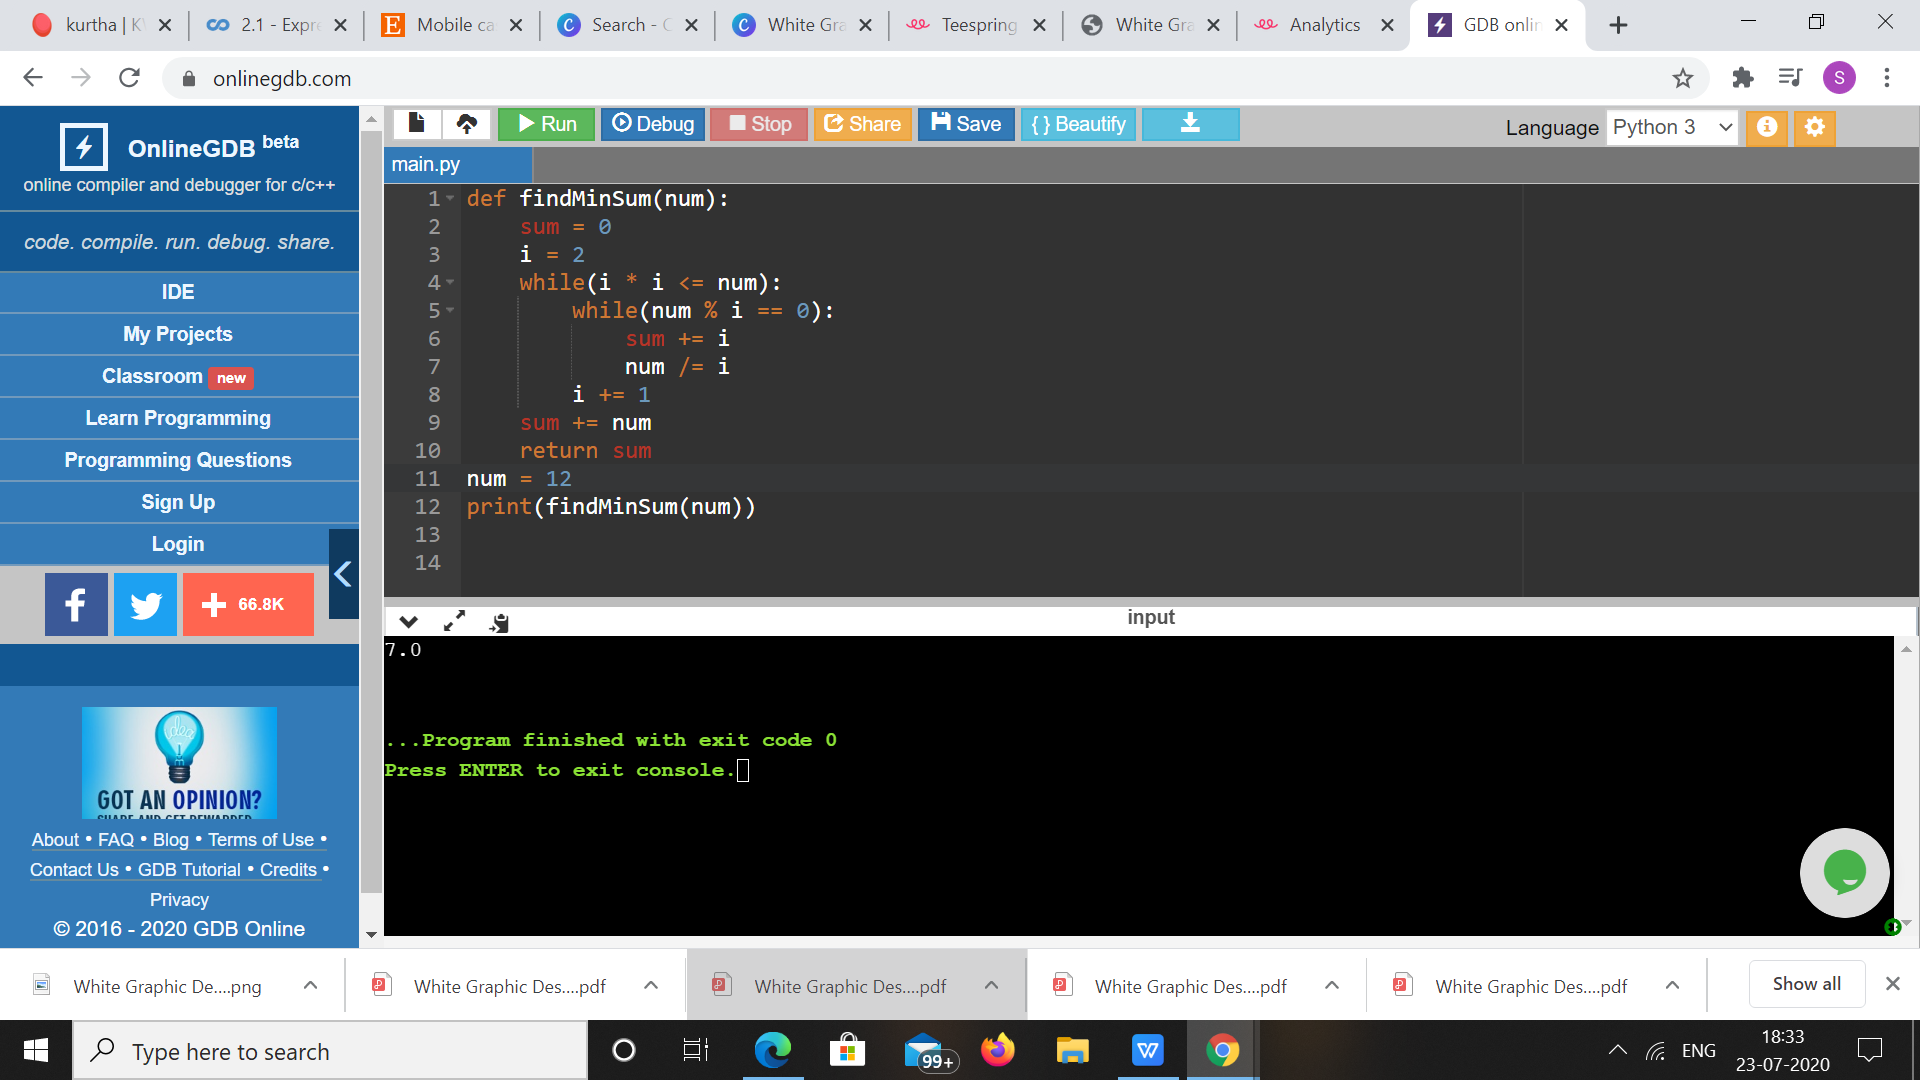 kurtha | K
2.1 - Expr
Mobile ca
Search - C
White Gra
Teespring
White Gra
Analytics
GDB onlin
onlinegdb.com
S
OnlineGDB beta
online compiler and debugger for c/c++
code. compile. run. debug. share.
IDE
My Projects
Classroom new
Learn Programming
Programming Questions
Sign Up
Login
66.8K
GOT AN OPINION?
SHARE AND GET REWARDED
About • FAQ • Blog • Terms of Use •
Contact Us • GDB Tutorial • Credits •
Privacy
© 2016 - 2020 GDB Online
Run Debug Stop Share Save { } Beautify
Language Python 3
main.py
1 def findMinSum(num):
2 sum = 0
3 i = 2
4 while(i * i <= num):
5 while(num % i == 0):
6 sum += i
7 num /= i
8 i += 1
9 sum += num
10 return sum
11 num = 12
12 print(findMinSum(num))
13
14
input
7.0
...Program finished with exit code 0
Press ENTER to exit console.
White Graphic De....png
White Graphic Des....pdf
White Graphic Des....pdf
White Graphic Des....pdf
White Graphic Des....pdf
Show all
Type here to search
99+
ENG
18:33
23-07-2020